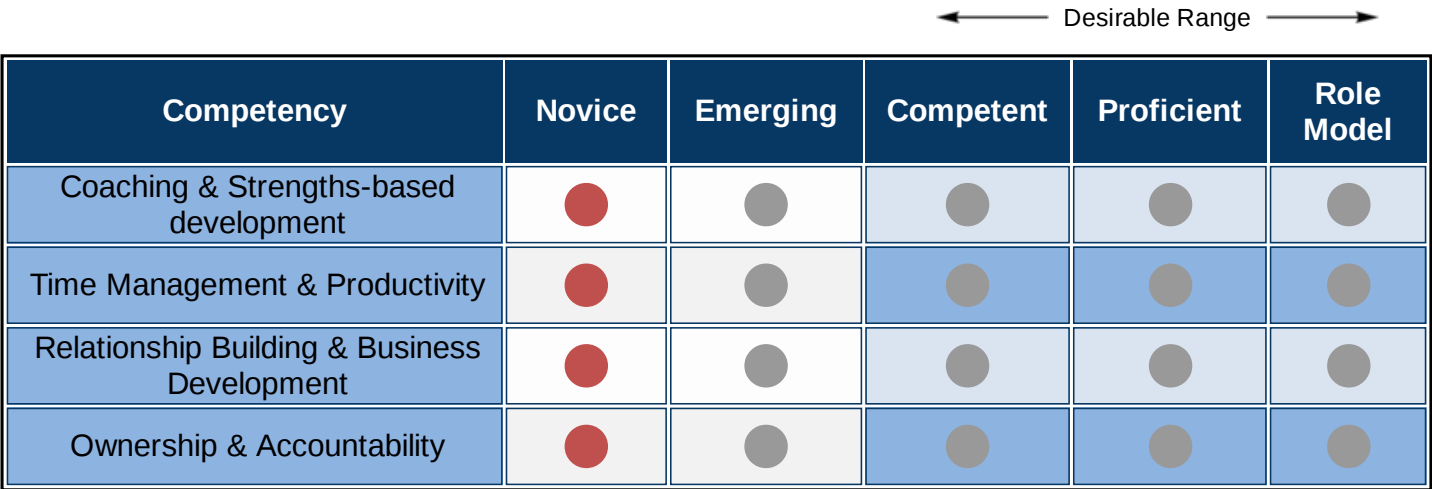 Desirable Range
Competency Novice Emerging Competent Proficient Role Model
Coaching & Strengths-based
development
Time Management & Productivity
Relationship Building & Business
Development
Ownership & Accountability